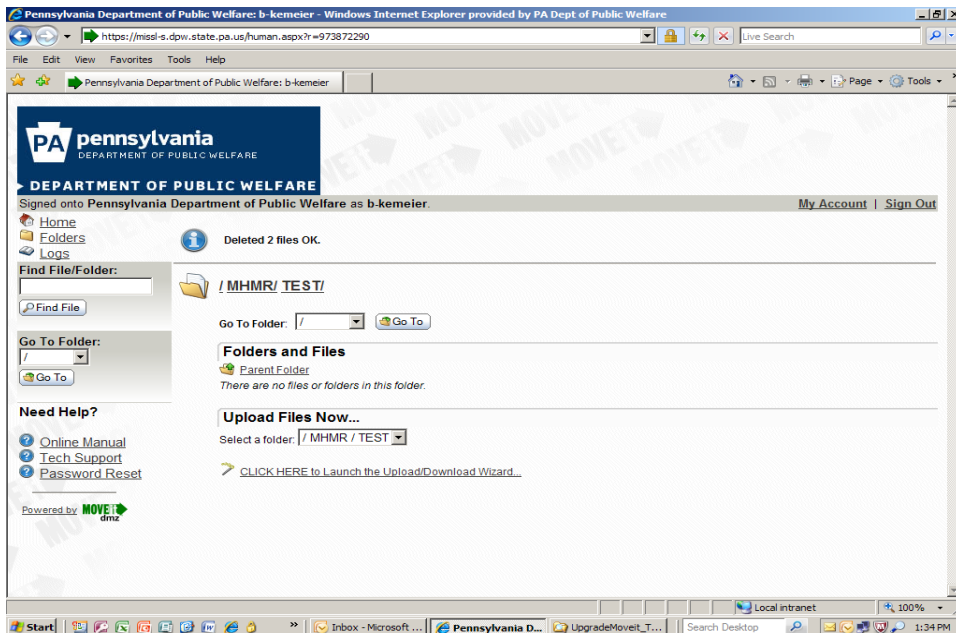 Pennsylvania Department of Public Welfare: b-kemeier - Windows Internet Explorer provided by PA Dept of Public Welfare
https://missl-s.dpw.state.pa.us/human.aspx?r=973872290
Live Search
File Edit View Favorites Tools Help
Pennsylvania Department of Public Welfare: b-kemeier
Page Tools
PA pennsylvania
DEPARTMENT OF PUBLIC WELFARE
DEPARTMENT OF PUBLIC WELFARE
Signed onto Pennsylvania Department of Public Welfare as b-kemeier.
My Account | Sign Out
Home
Folders
Logs
Deleted 2 files OK.
Find File/Folder:
Find File
/ MHMR/ TEST/
Go To Folder: /
Go To
Go To Folder:
/
Go To
Folders and Files
Parent Folder
There are no files or folders in this folder.
Need Help?
Online Manual
Tech Support
Password Reset
Upload Files Now...
Select a folder: / MHMR / TEST
CLICK HERE to Launch the Upload/Download Wizard...
Powered by MOVEit
dmz
Local intranet
100%
Start
»
Inbox - Microsoft ...
Pennsylvania D...
UpgradeMoveit_T...
Search Desktop
1:34 PM